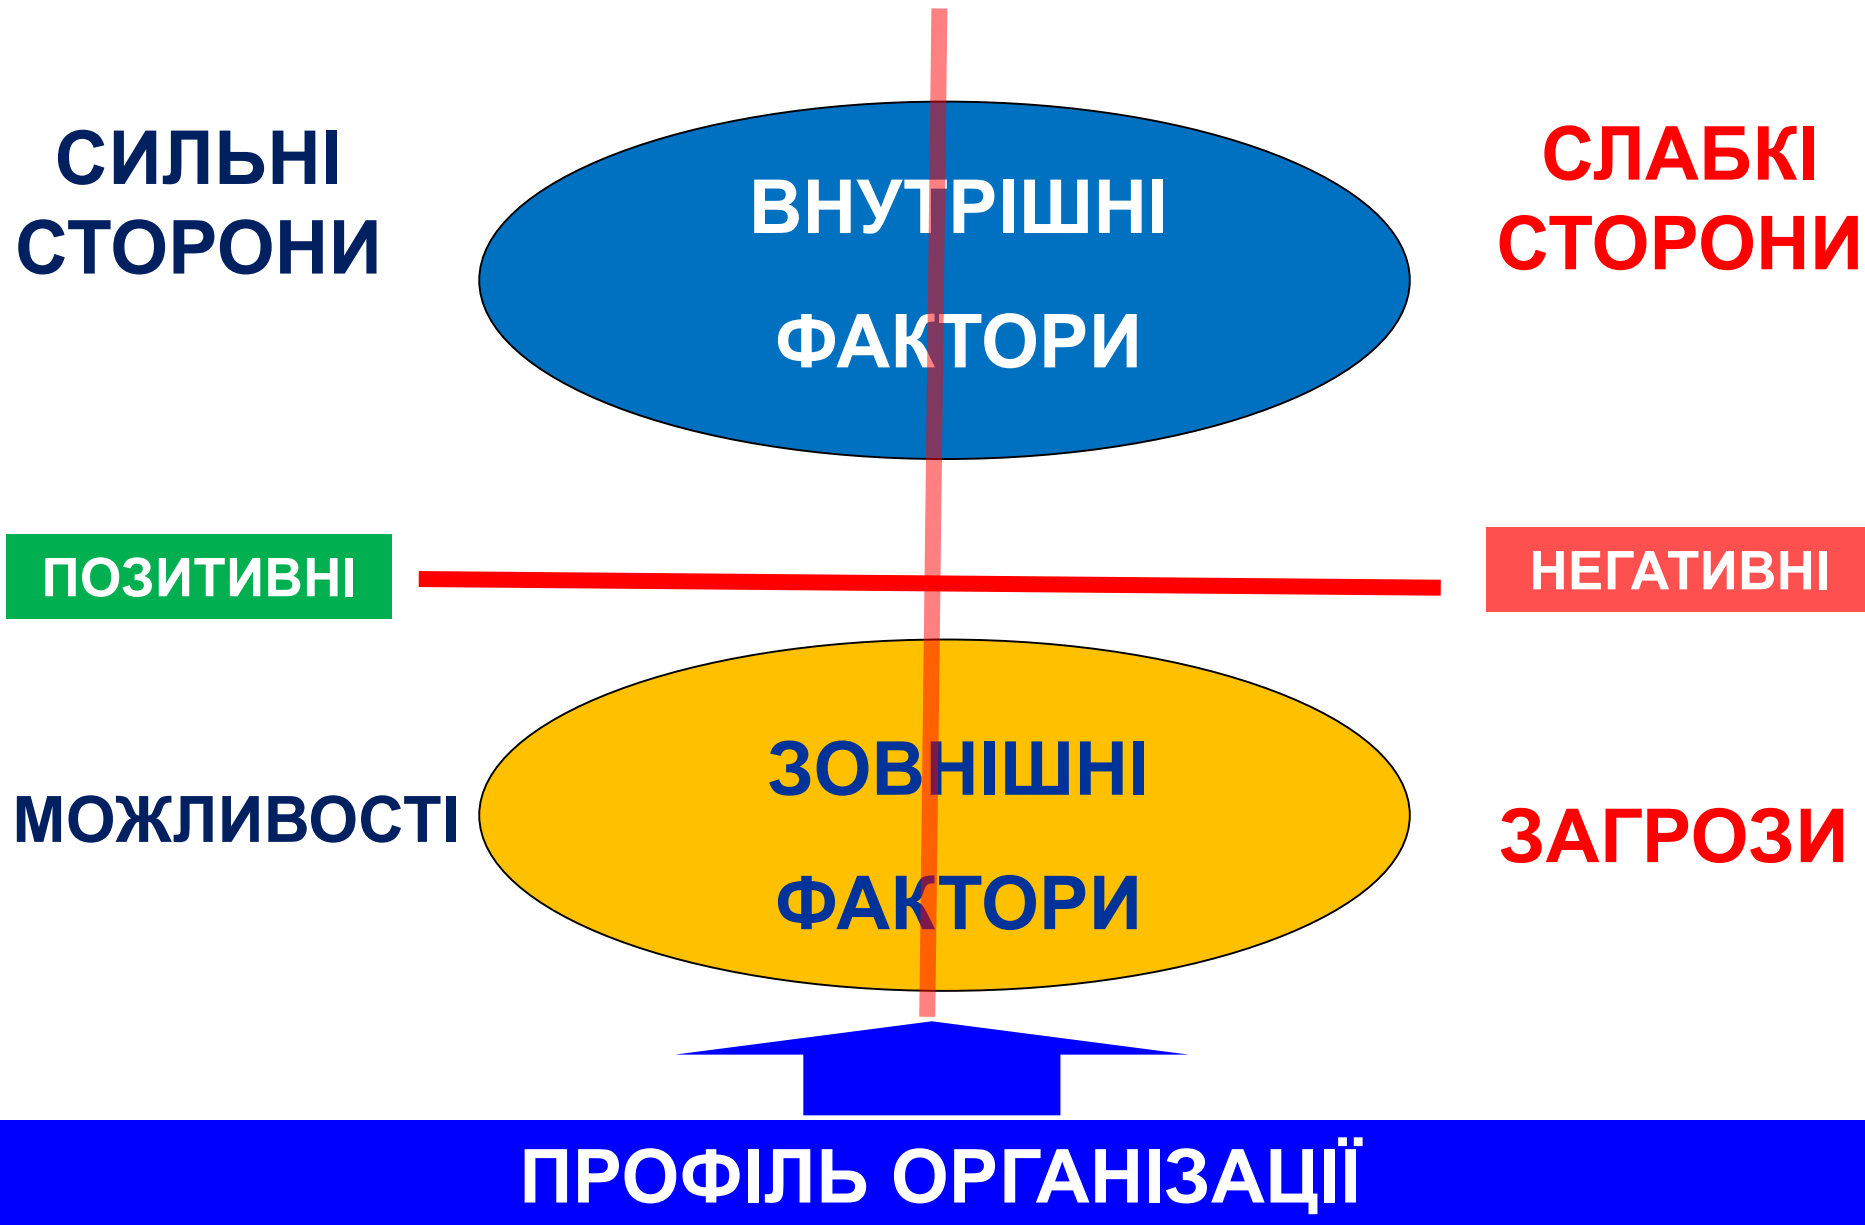 СИЛЬНІ
СТОРОНИ
ВНУТРІШНІ
ФАКТОРИ
СЛАБКІ
СТОРОНИ
ПОЗИТИВНІ
НЕГАТИВНІ
МОЖЛИВОСТІ
ЗОВНІШНІ
ФАКТОРИ
ЗАГРОЗИ
ПРОФІЛЬ ОРГАНІЗАЦІЇ